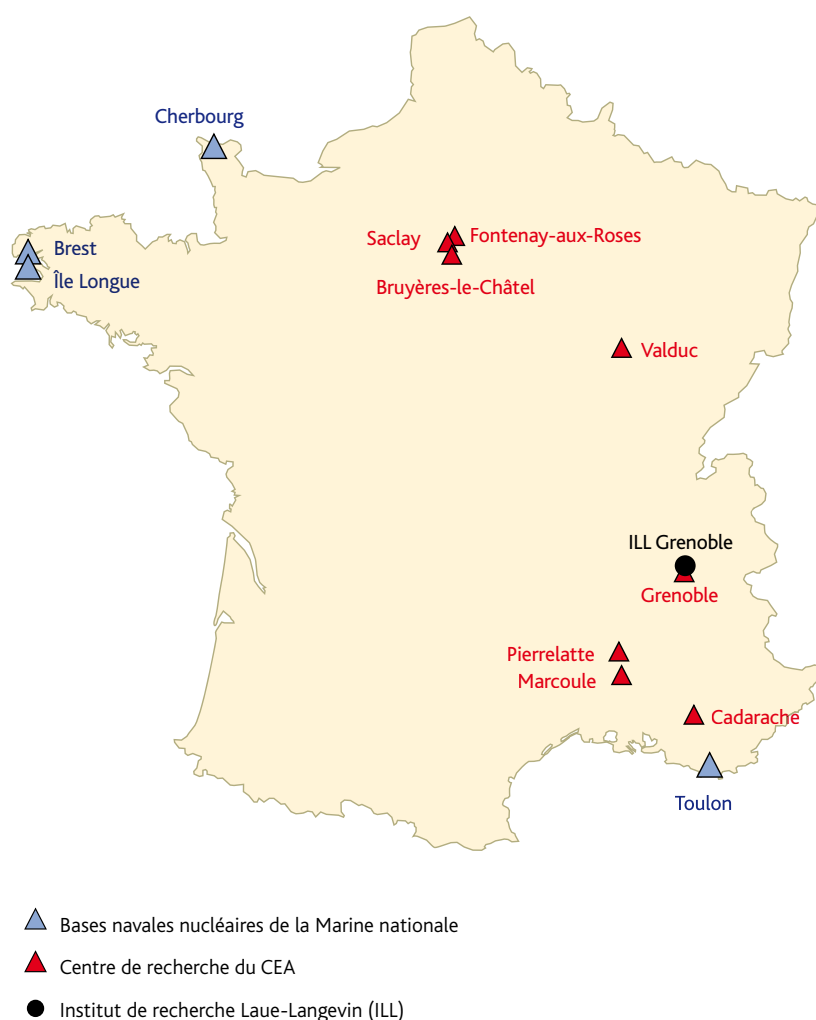 Cherbourg
Brest
Île Longue
Saclay
Fontenay-aux-Roses
Bruyères-le-Châtel
Valduc
ILL Grenoble
Grenoble
Pierrelatte
Marcoule
Cadarache
Toulon
Bases navales nucléaires de la Marine nationale
Centre de recherche du CEA
Institut de recherche Laue-Langevin (ILL)